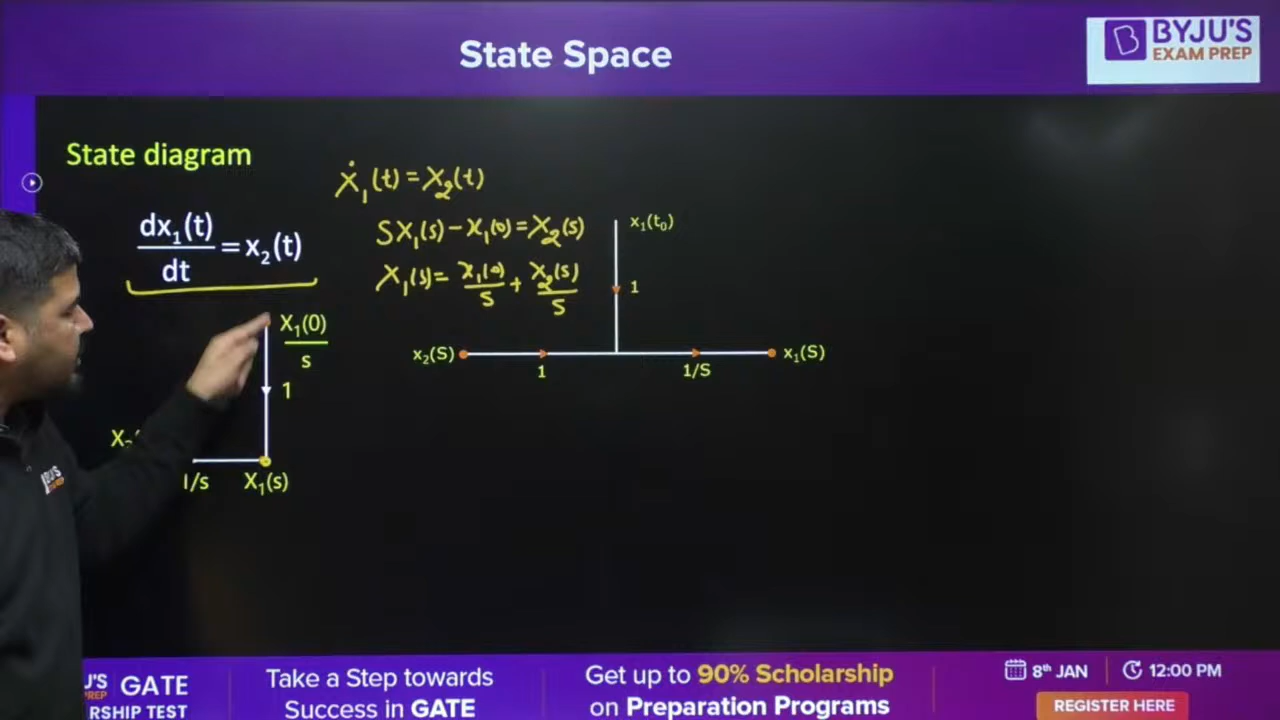 State Space
BYJU'S
EXAM PREP
State diagram
dx₁(t)
dt
= x₂(t)
ẋ₁(t) = x₂(t)
SX₁(s) - x₁(0) = X₂(s)
X₁(s) = x₁(0)/S + X₂(s)/S
X₁(0)
s
1
1/s
X₁(s)
x₁(t₀)
1
x₂(S)
1
1/S
x₁(S)
GATE
Take a Step towards
Success in GATE
Get up to 90% Scholarship
on Preparation Programs
8th JAN
12:00 PM
REGISTER HERE